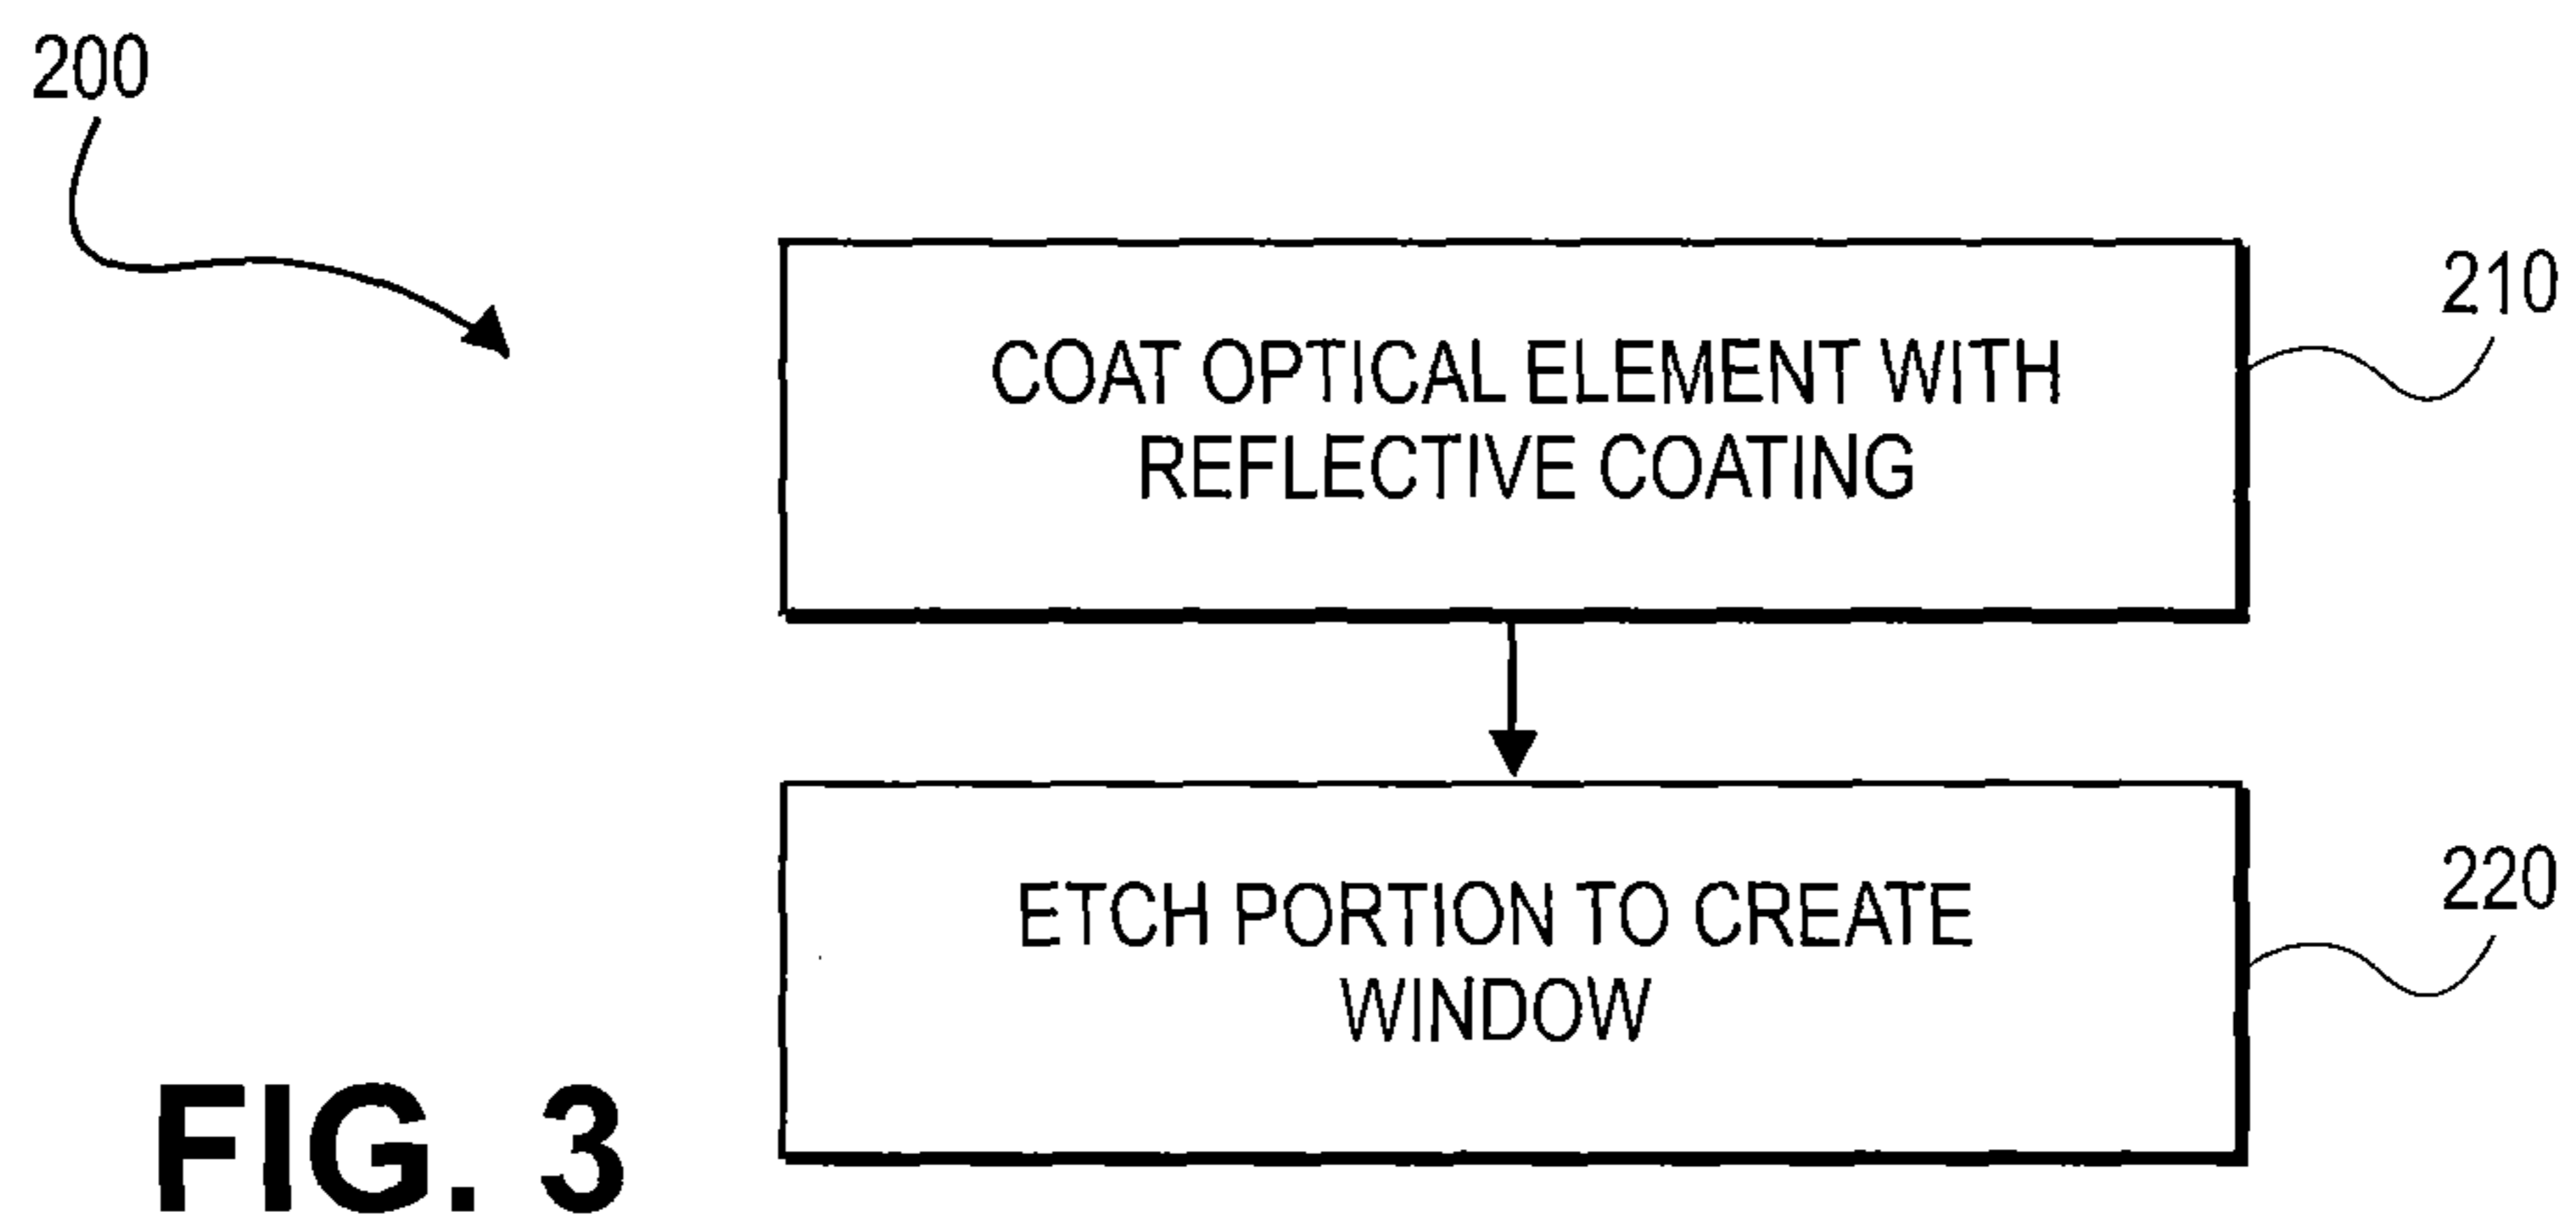 200
COAT OPTICAL ELEMENT WITH
REFLECTIVE COATING
210
ETCH PORTION TO CREATE
WINDOW
220
FIG. 3